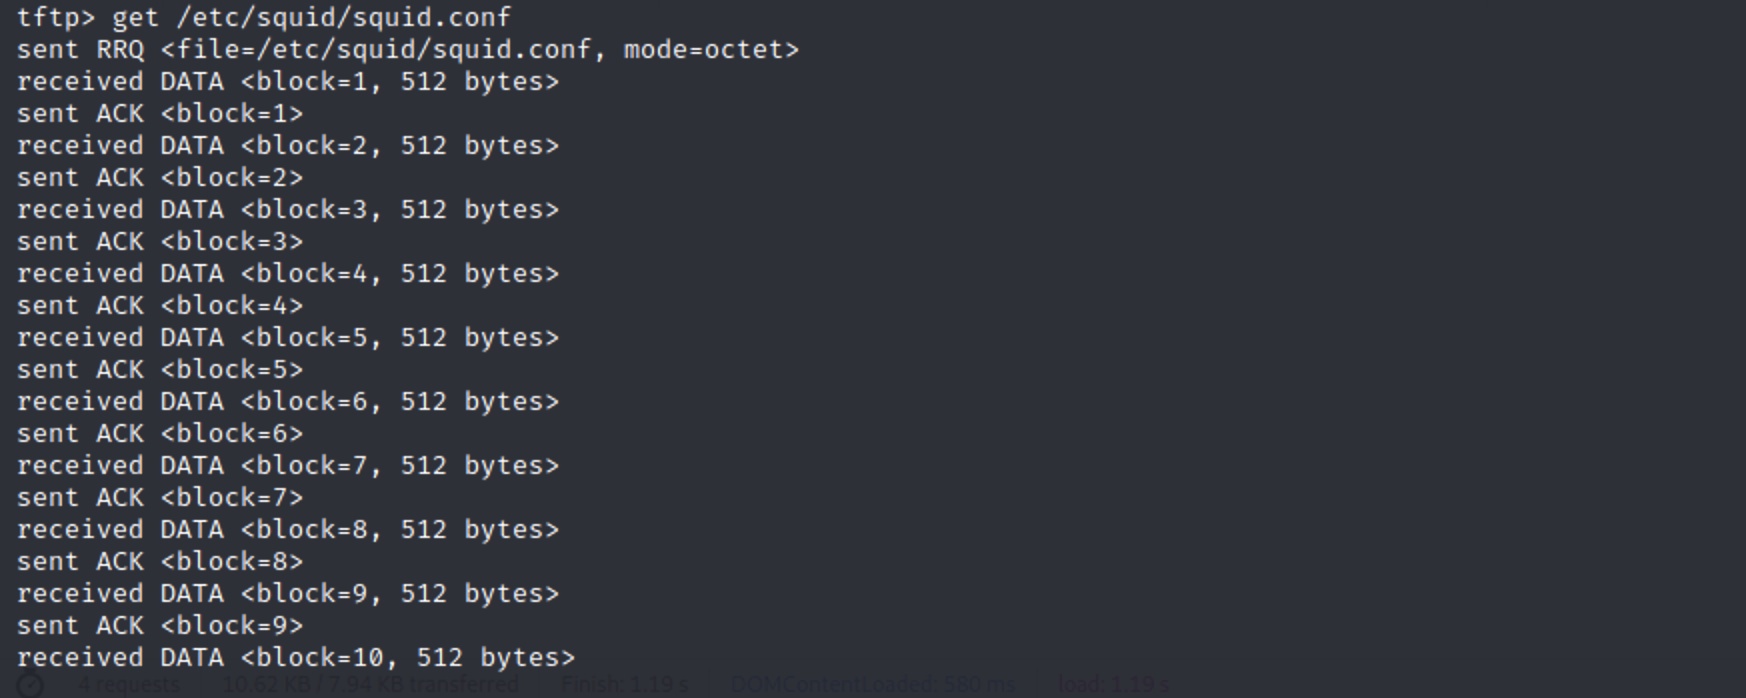 tftp> get /etc/squid/squid.conf
sent RRQ <file=/etc/squid/squid.conf, mode=octet>
received DATA <block=1, 512 bytes>
sent ACK <block=1>
received DATA <block=2, 512 bytes>
sent ACK <block=2>
received DATA <block=3, 512 bytes>
sent ACK <block=3>
received DATA <block=4, 512 bytes>
sent ACK <block=4>
received DATA <block=5, 512 bytes>
sent ACK <block=5>
received DATA <block=6, 512 bytes>
sent ACK <block=6>
received DATA <block=7, 512 bytes>
sent ACK <block=7>
received DATA <block=8, 512 bytes>
sent ACK <block=8>
received DATA <block=9, 512 bytes>
sent ACK <block=9>
received DATA <block=10, 512 bytes>
4 requests 10.62 KB / 7.94 KB transferred Finish: 1.19 s DOMContentLoaded: 580 ms load: 1.19 s